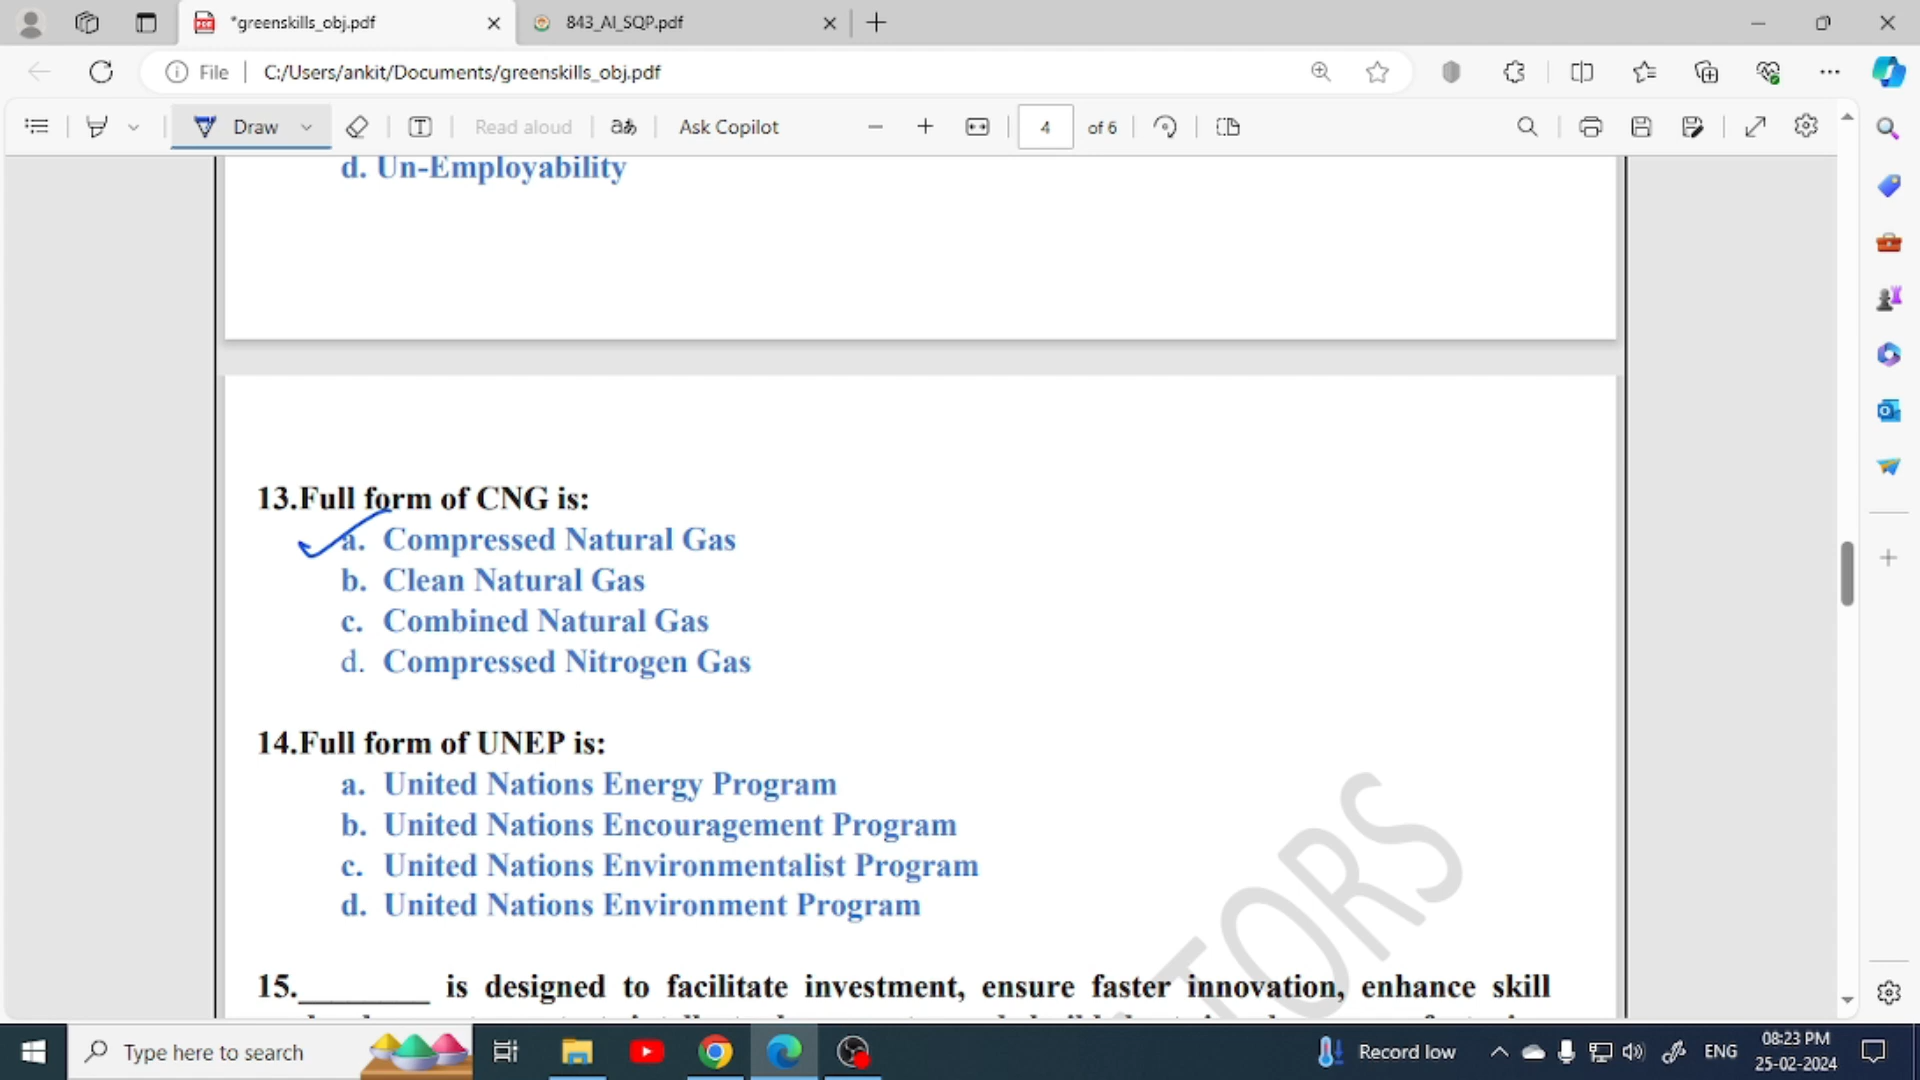 *greenskills_obj.pdf
843_AI_SQP.pdf
File
C:/Users/ankit/Documents/greenskills_obj.pdf
Draw
Read aloud
aあ
Ask Copilot
4
of 6
d. Un-Employability
13.Full form of CNG is:
a. Compressed Natural Gas
b. Clean Natural Gas
c. Combined Natural Gas
d. Compressed Nitrogen Gas
14.Full form of UNEP is:
a. United Nations Energy Program
b. United Nations Encouragement Program
c. United Nations Environmentalist Program
d. United Nations Environment Program
TORS
15.________ is designed to facilitate investment, ensure faster innovation, enhance skill
Type here to search
Record low
ENG
08:23 PM
25-02-2024